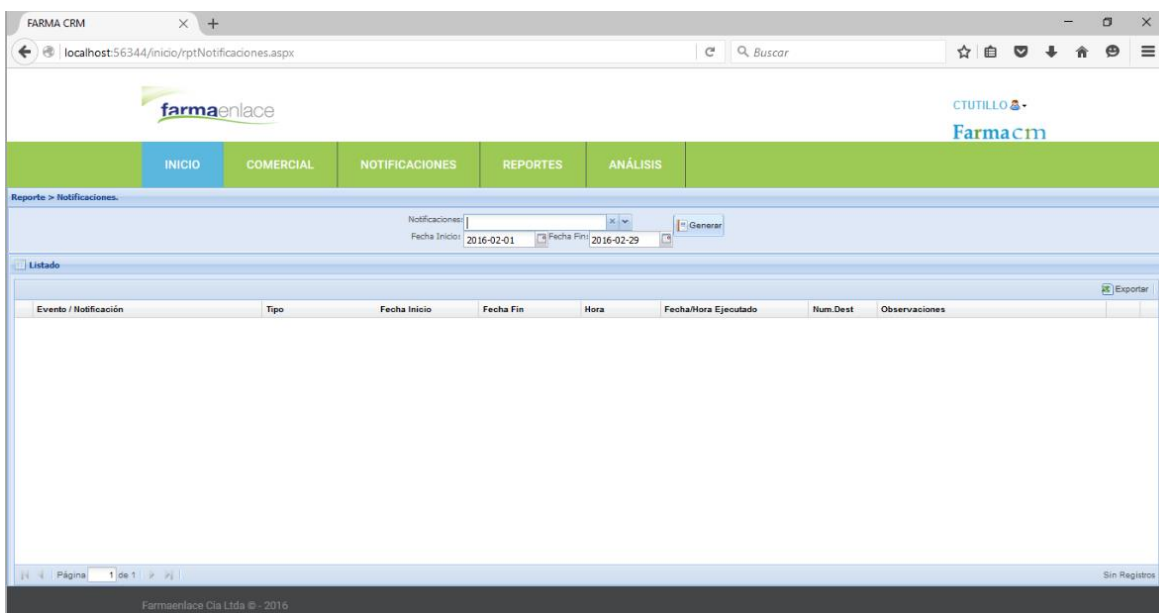 FARMA CRM
localhost:56344/inicio/rptNotificaciones.aspx
Buscar
farmaenlace
CTUTILLO
Farmacm
INICIO COMERCIAL NOTIFICACIONES REPORTES ANÁLISIS
Reporte > Notificaciones.
Notificaciones:
Generar
Fecha Inicio: 2016-02-01 Fecha Fin: 2016-02-29
Listado
Exportar
Evento / Notificación Tipo Fecha Inicio Fecha Fin Hora Fecha/Hora Ejecutado Num.Dest Observaciones
Página 1 de 1 Sin Registros
Farmaenlace Cia Ltda © - 2016